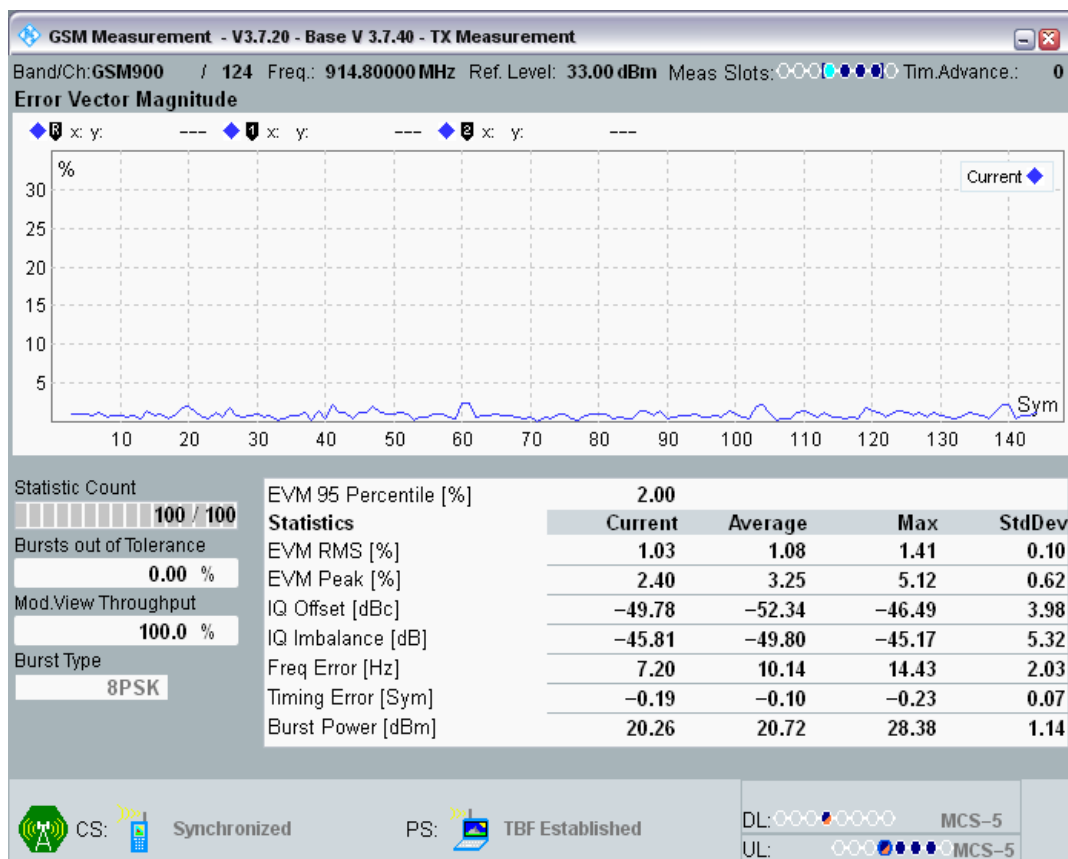 GSM Measurement - V3.7.20 - Base V 3.7.40 - TX Measurement
Band/Ch:GSM900 / 124 Freq.: 914.80000 MHz Ref. Level: 33.00 dBm Meas Slots: Tim.Advance.: 0
Error Vector Magnitude
R x: y: --- 1 x: y: --- 2 x: y: ---
%
Current
30
25
20
15
10
5
Sym
10 20 30 40 50 60 70 80 90 100 110 120 130 140
Statistic Count
100 / 100
Bursts out of Tolerance
0.00 %
Mod.View Throughput
100.0 %
Burst Type
8PSK
EVM 95 Percentile [%] 2.00
Statistics Current Average Max StdDev
EVM RMS [%] 1.03 1.08 1.41 0.10
EVM Peak [%] 2.40 3.25 5.12 0.62
IQ Offset [dBc] −49.78 −52.34 −46.49 3.98
IQ Imbalance [dB] −45.81 −49.80 −45.17 5.32
Freq Error [Hz] 7.20 10.14 14.43 2.03
Timing Error [Sym] −0.19 −0.10 −0.23 0.07
Burst Power [dBm] 20.26 20.72 28.38 1.14
CS: Synchronized PS: TBF Established
DL: MCS−5
UL: MCS−5